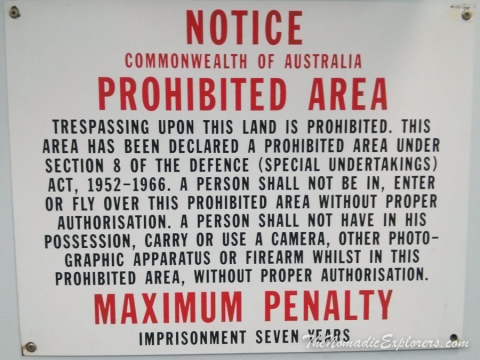 NOTICE
COMMONWEALTH OF AUSTRALIA
PROHIBITED AREA
TRESPASSING UPON THIS LAND IS PROHIBITED. THIS
AREA HAS BEEN DECLARED A PROHIBITED AREA UNDER
SECTION 8 OF THE DEFENCE (SPECIAL UNDERTAKINGS)
ACT, 1952-1966. A PERSON SHALL NOT BE IN, ENTER
OR FLY OVER THIS PROHIBITED AREA WITHOUT PROPER
AUTHORISATION. A PERSON SHALL NOT HAVE IN HIS
POSSESSION, CARRY OR USE A CAMERA, OTHER PHOTO-
GRAPHIC APPARATUS OR FIREARM WHILST IN THIS
PROHIBITED AREA, WITHOUT PROPER AUTHORISATION.
MAXIMUM PENALTY
IMPRISONMENT SEVEN YEARS
TheNomadicExplorers.com